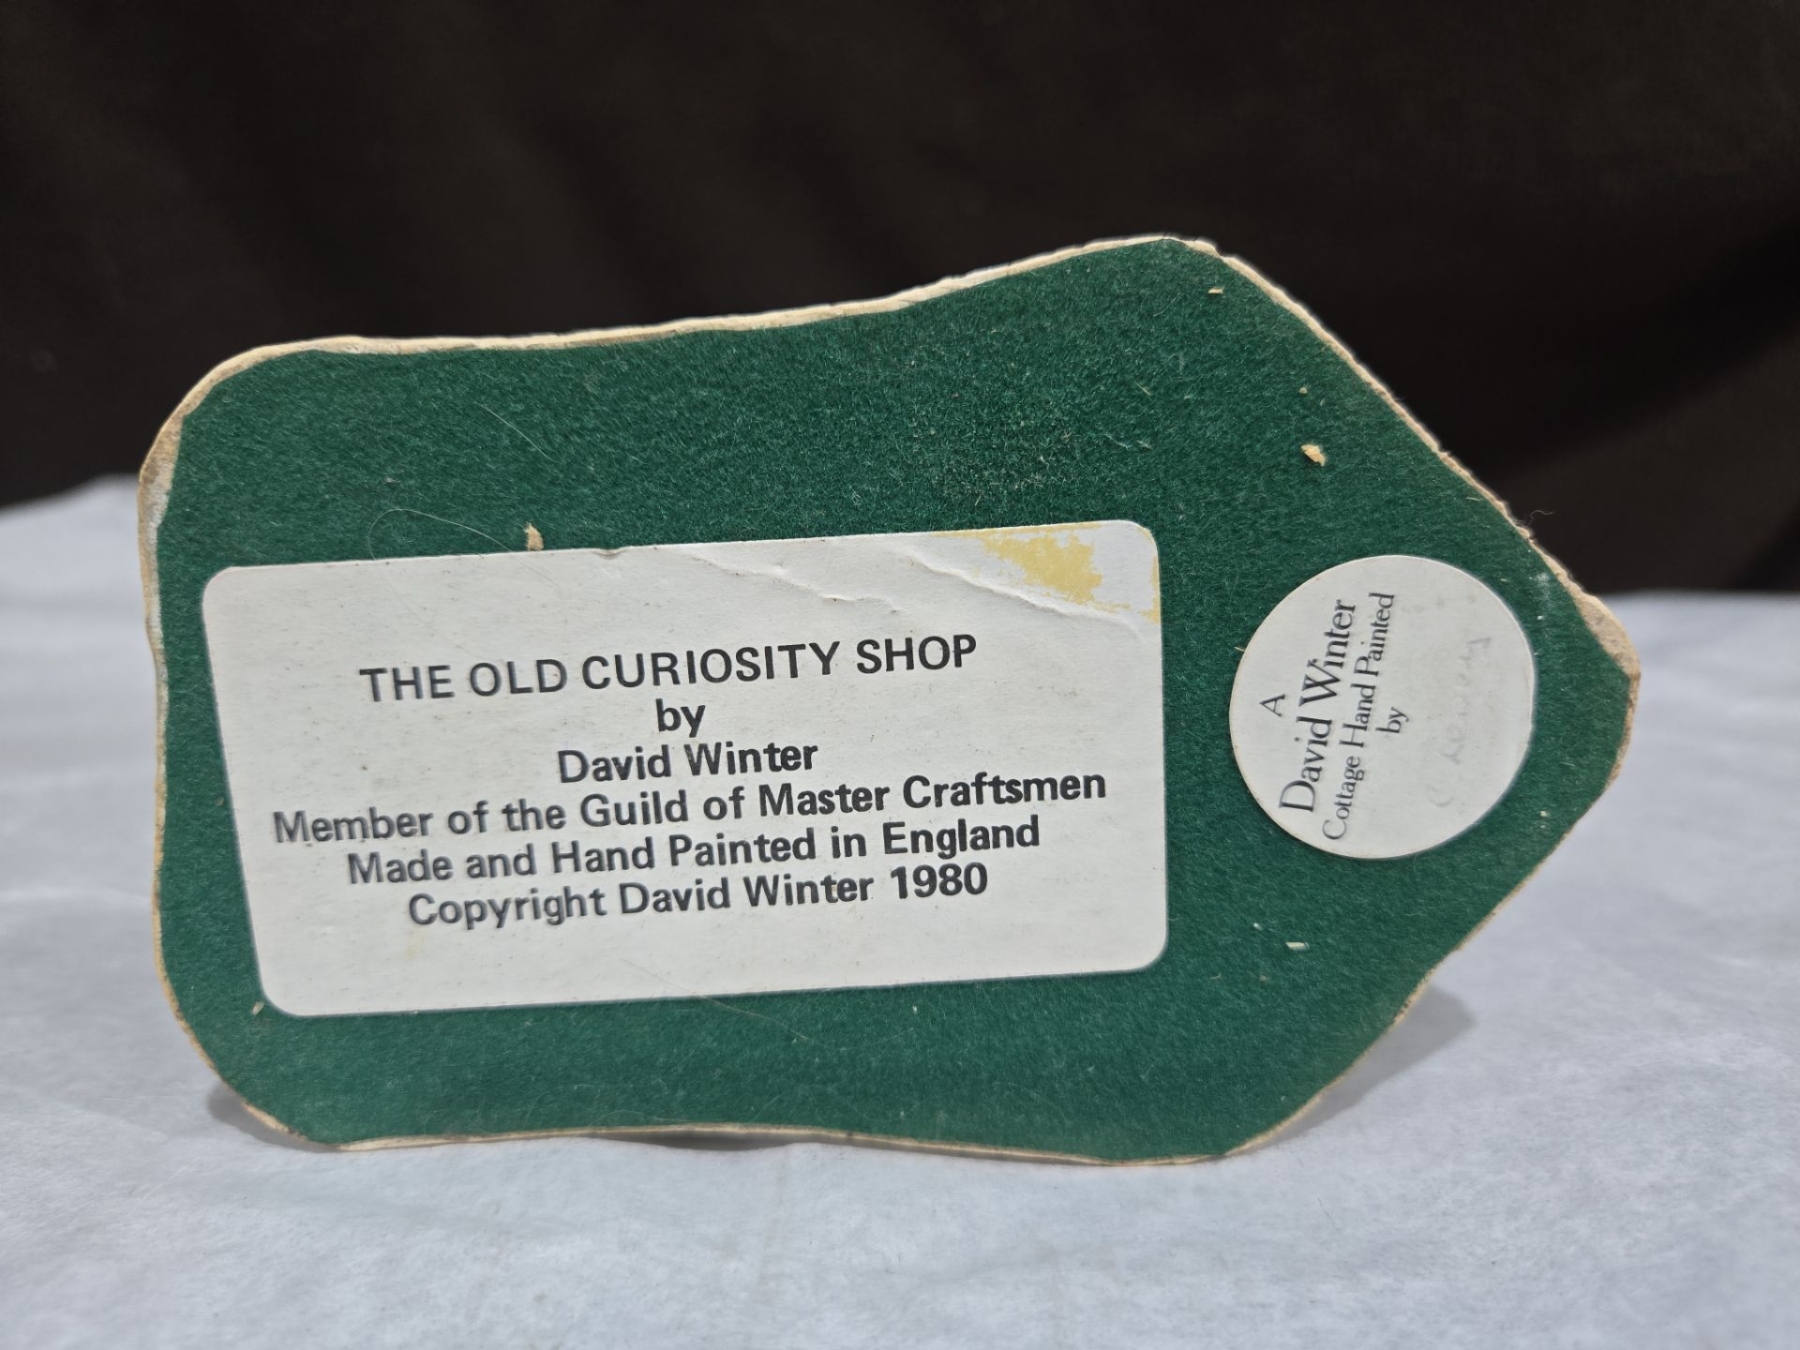 THE OLD CURIOSITY SHOP
by
David Winter
Member of the Guild of Master Craftsmen
Made and Hand Painted in England
Copyright David Winter 1980
A
David Winter
Cottage Hand Painted
by